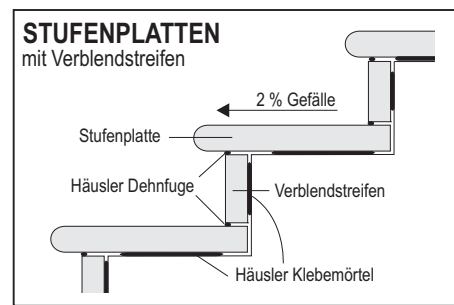 STUFENPLATTEN
mit Verblendstreifen
2 % Gefälle
Stufenplatte
Häusler Dehnfuge
Verblendstreifen
Häusler Klebemörtel